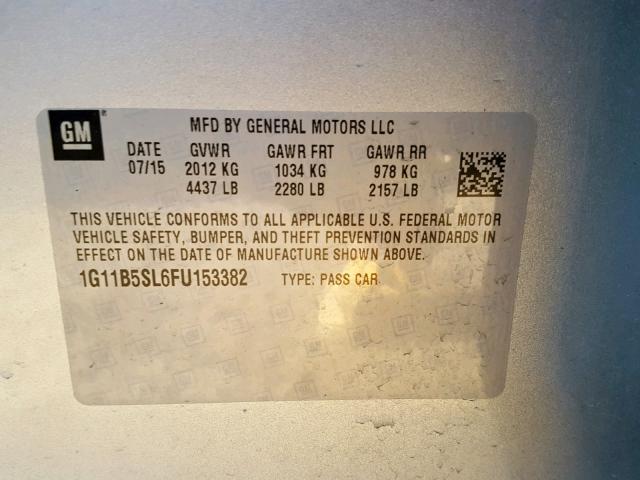 GM
MFD BY GENERAL MOTORS LLC
DATE GVWR GAWR FRT GAWR RR
07/15 2012 KG 1034 KG 978 KG
4437 LB 2280 LB 2157 LB
THIS VEHICLE CONFORMS TO ALL APPLICABLE U.S. FEDERAL MOTOR
VEHICLE SAFETY, BUMPER, AND THEFT PREVENTION STANDARDS IN
EFFECT ON THE DATE OF MANUFACTURE SHOWN ABOVE.
1G11B5SL6FU153382 TYPE: PASS CAR